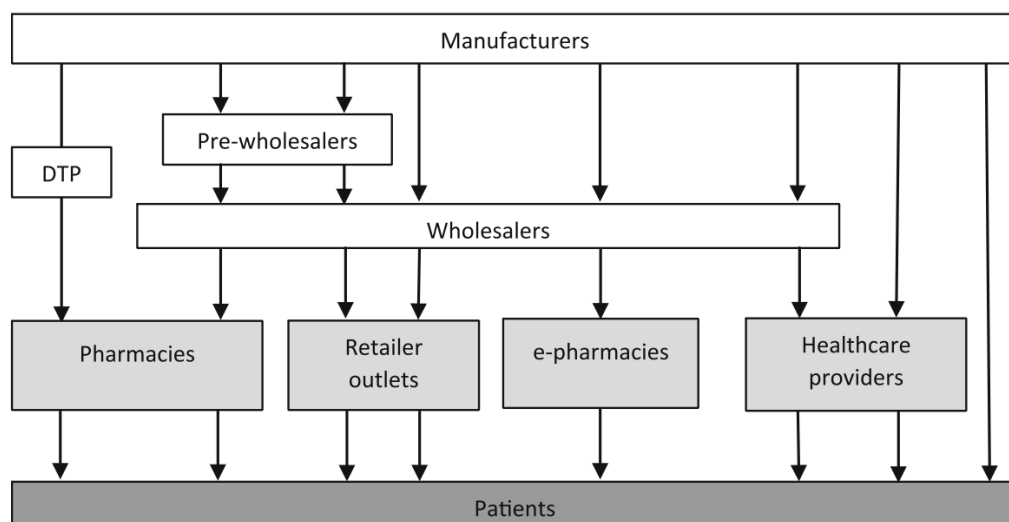 Manufacturers
Pre-wholesalers
DTP
Wholesalers
Pharmacies
Retailer
outlets
e-pharmacies
Healthcare
providers
Patients